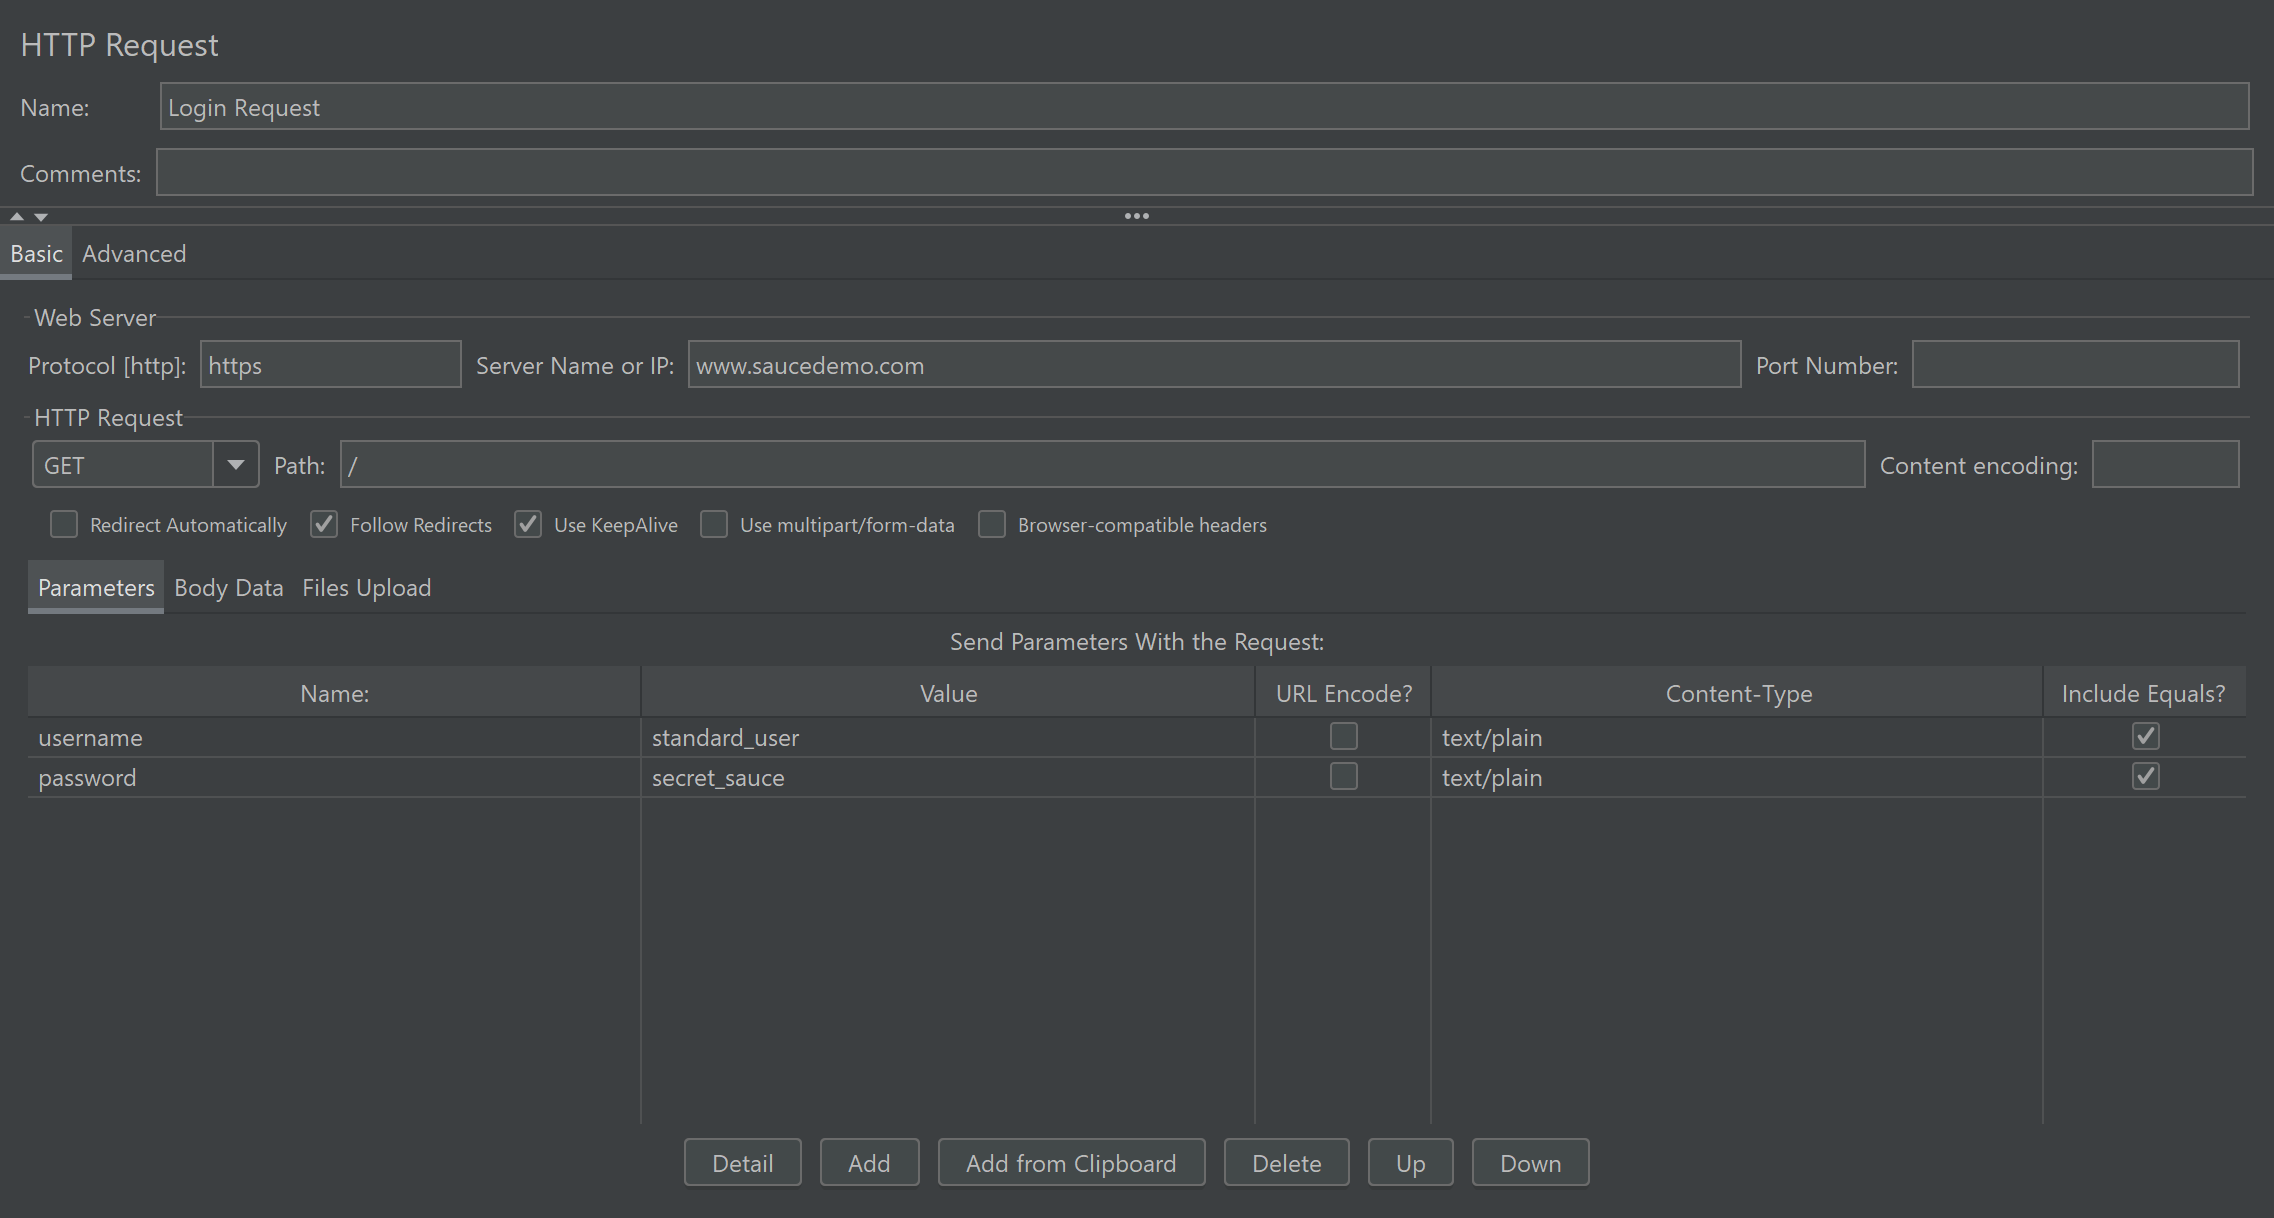 HTTP Request
Name: Login Request
Comments:
Basic Advanced
Web Server
Protocol [http]: https Server Name or IP: www.saucedemo.com Port Number:
HTTP Request
GET Path: / Content encoding:
Redirect Automatically Follow Redirects Use KeepAlive Use multipart/form-data Browser-compatible headers
Parameters Body Data Files Upload
Send Parameters With the Request:
Name: Value URL Encode? Content-Type Include Equals?
username standard_user text/plain
password secret_sauce text/plain
Detail Add Add from Clipboard Delete Up Down